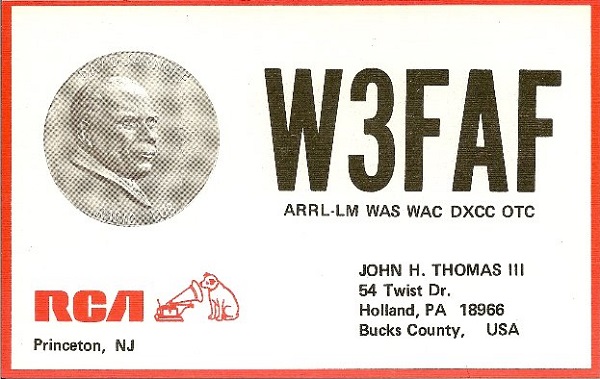 W3FAF
ARRL-LM WAS WAC DXCC OTC
RCA
Princeton, NJ
JOHN H. THOMAS III
54 Twist Dr.
Holland, PA 18966
Bucks County, USA